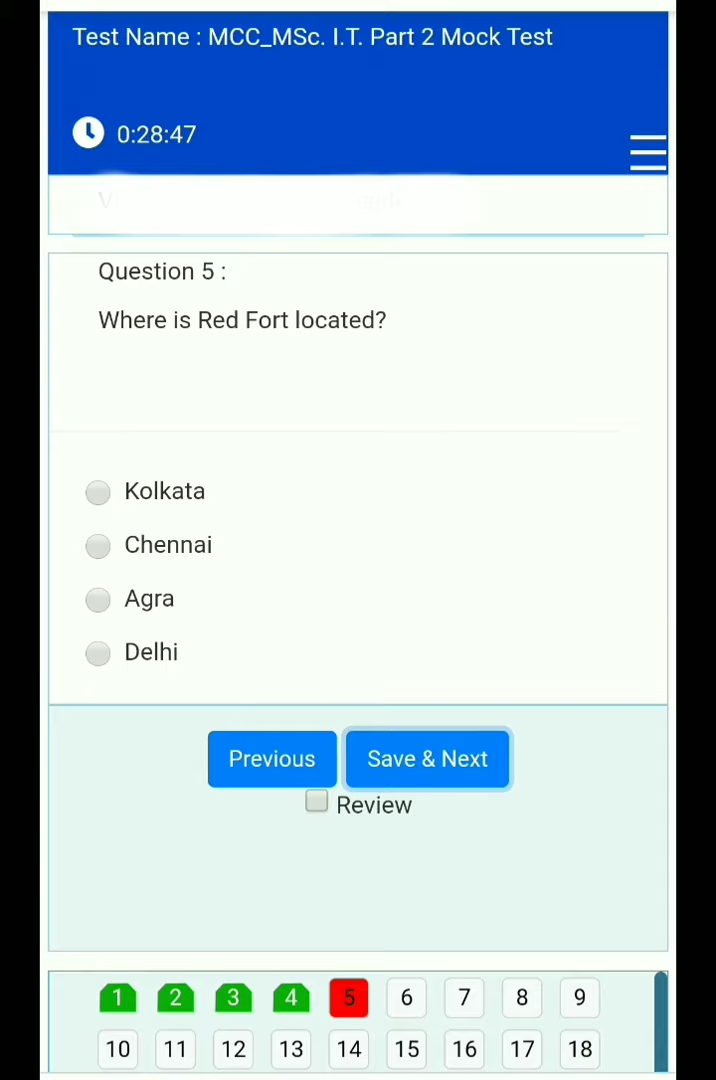 Test Name : MCC_MSc. I.T. Part 2 Mock Test
0:28:47
Question 5 :
Where is Red Fort located?
Kolkata
Chennai
Agra
Delhi
Previous Save & Next
Review
1 2 3 4 5 6 7 8 9
10 11 12 13 14 15 16 17 18